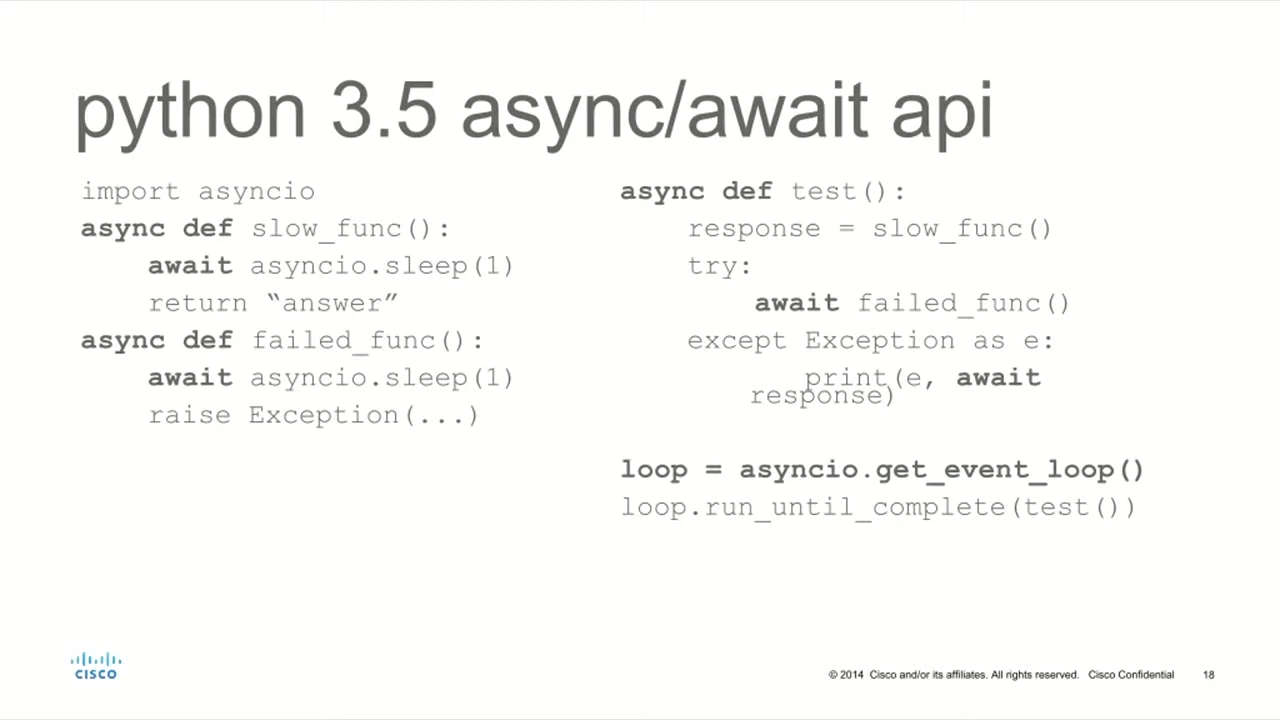 python 3.5 async/await api
import asyncio
async def slow_func():
await asyncio.sleep(1)
return “answer”
async def failed_func():
await asyncio.sleep(1)
raise Exception(...)
async def test():
response = slow_func()
try:
await failed_func()
except Exception as e:
print(e, await
response)
loop = asyncio.get_event_loop()
loop.run_until_complete(test())
CISCO
© 2014 Cisco and/or its affiliates. All rights reserved. Cisco Confidential 18